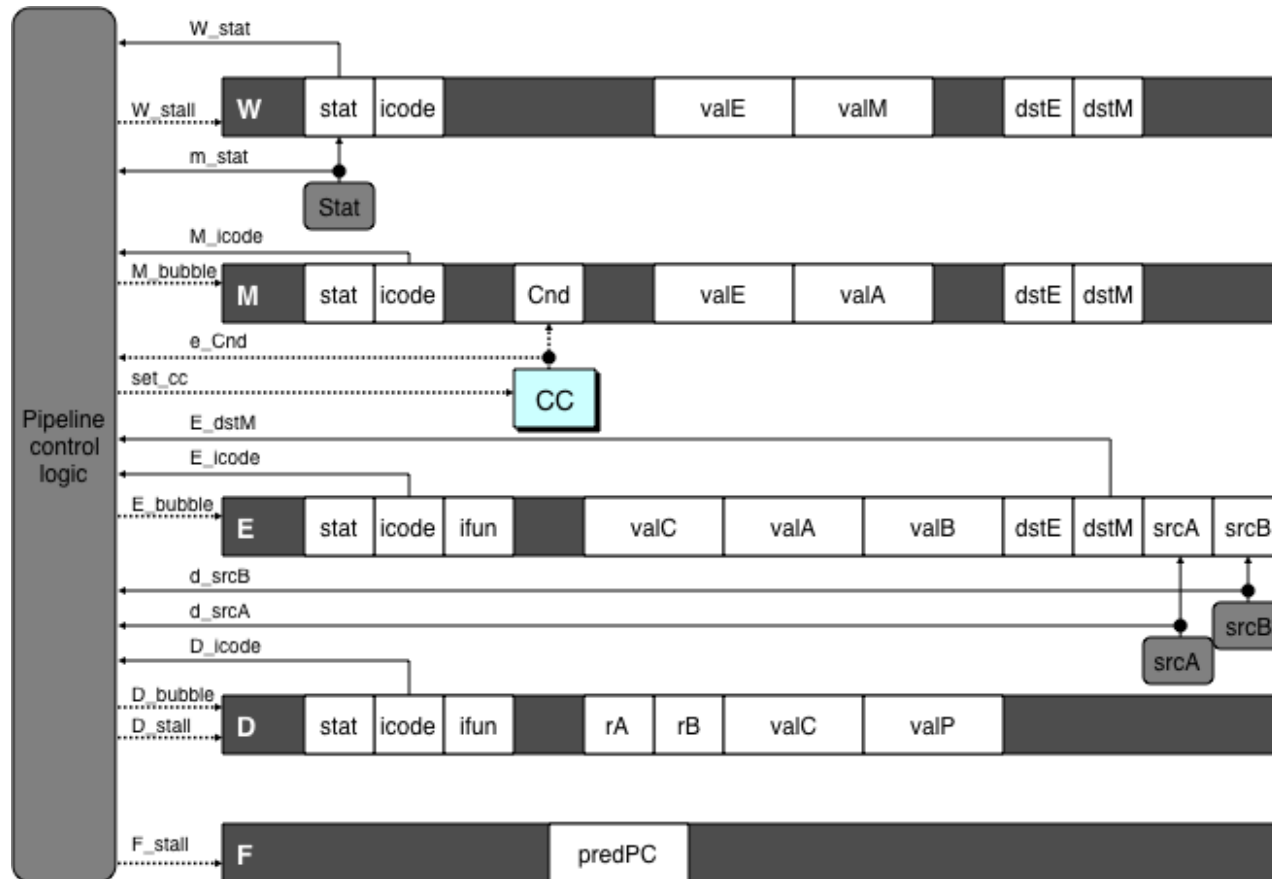 W_stat
W_stall
W stat icode valE valM dstE dstM
m_stat
Stat
M_icode
M_bubble
M stat icode Cnd valE valA dstE dstM
e_Cnd
set_cc
CC
Pipeline
control
logic
E_dstM
E_icode
E_bubble
E stat icode ifun valC valA valB dstE dstM srcA srcB
d_srcB
d_srcA
srcB
srcA
D_icode
D_bubble
D_stall
D stat icode ifun rA rB valC valP
F_stall
F predPC